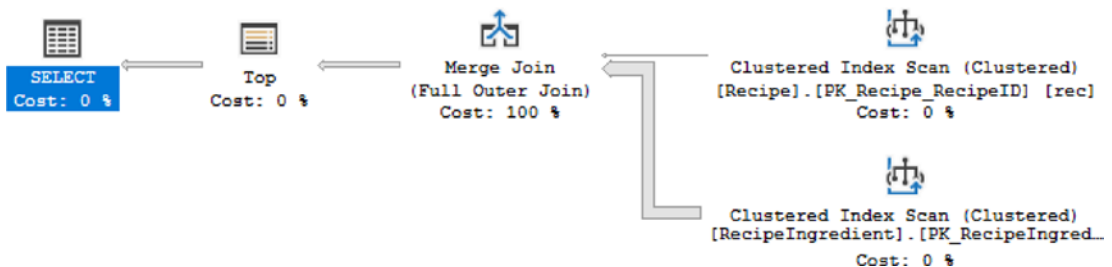 SELECT
Cost: 0 %
Top
Cost: 0 %
Merge Join
(Full Outer Join)
Cost: 100 %
Clustered Index Scan (Clustered)
[Recipe].[PK_Recipe_RecipeID] [rec]
Cost: 0 %
Clustered Index Scan (Clustered)
[RecipeIngredient].[PK_RecipeIngred…
Cost: 0 %